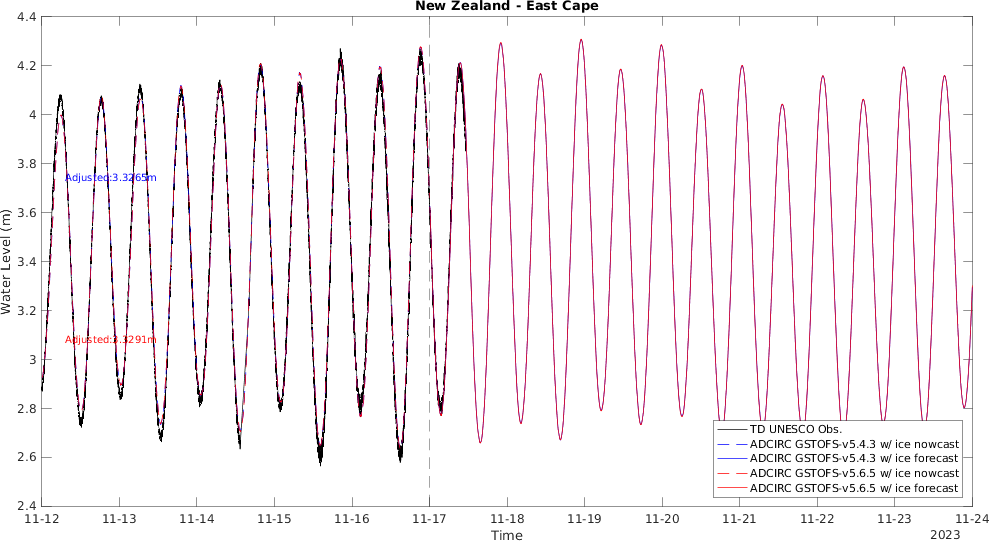 New Zealand - East Cape
4.4
4.2
4
3.8
3.6
3.4
3.2
3
2.8
2.6
2.4
Water Level (m)
Adjusted:3.3265m
Adjusted:3.3291m
TD UNESCO Obs.
ADCIRC GSTOFS-v5.4.3 w/ ice nowcast
ADCIRC GSTOFS-v5.4.3 w/ ice forecast
ADCIRC GSTOFS-v5.6.5 w/ ice nowcast
ADCIRC GSTOFS-v5.6.5 w/ ice forecast
11-12 11-13 11-14 11-15 11-16 11-17 11-18 11-19 11-20 11-21 11-22 11-23 11-24
Time
2023